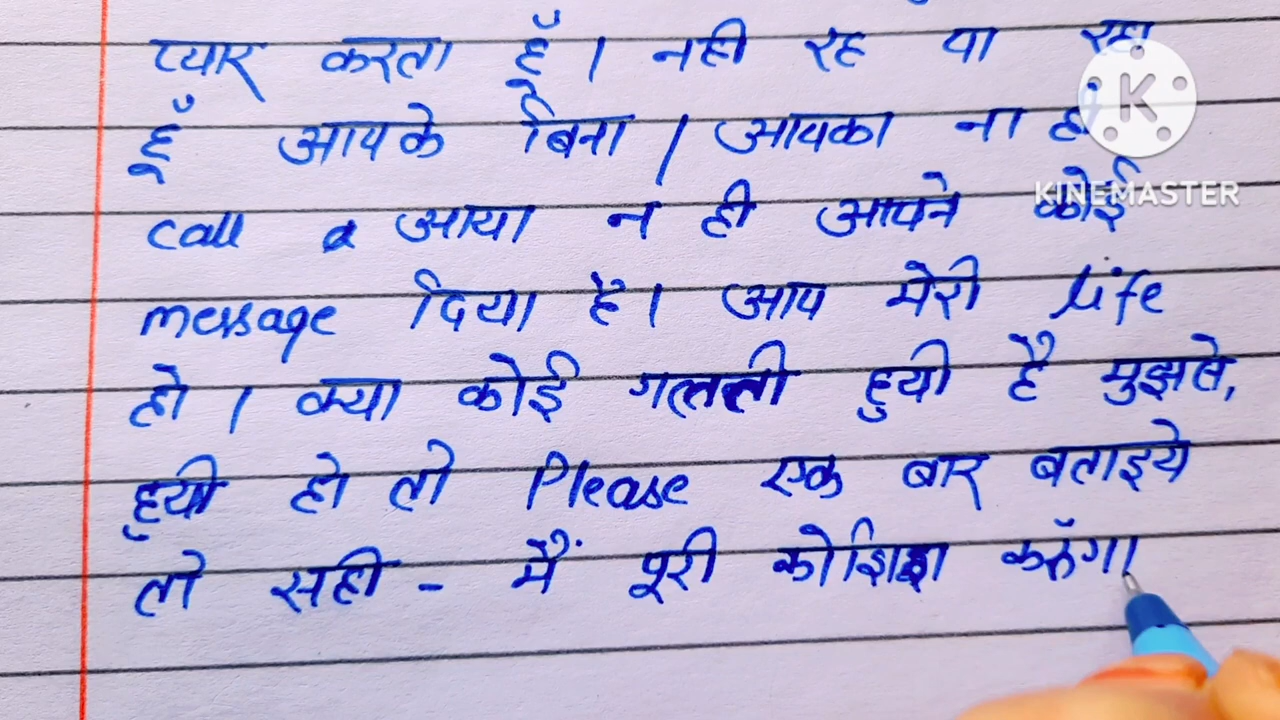 प्यार करता हूँ। नही रह पा रहा
हूँ आपके बिना। आपका ना ही
call आया न ही आपने कोई
message दिया है। आप मेरी Life
हो। क्या कोई गलती हुयी है मुझसे,
हुयी हो तो Please एक बार बताइये
तो सही - मैं पूरी कोशिश करुँगा
K
KINEMASTER